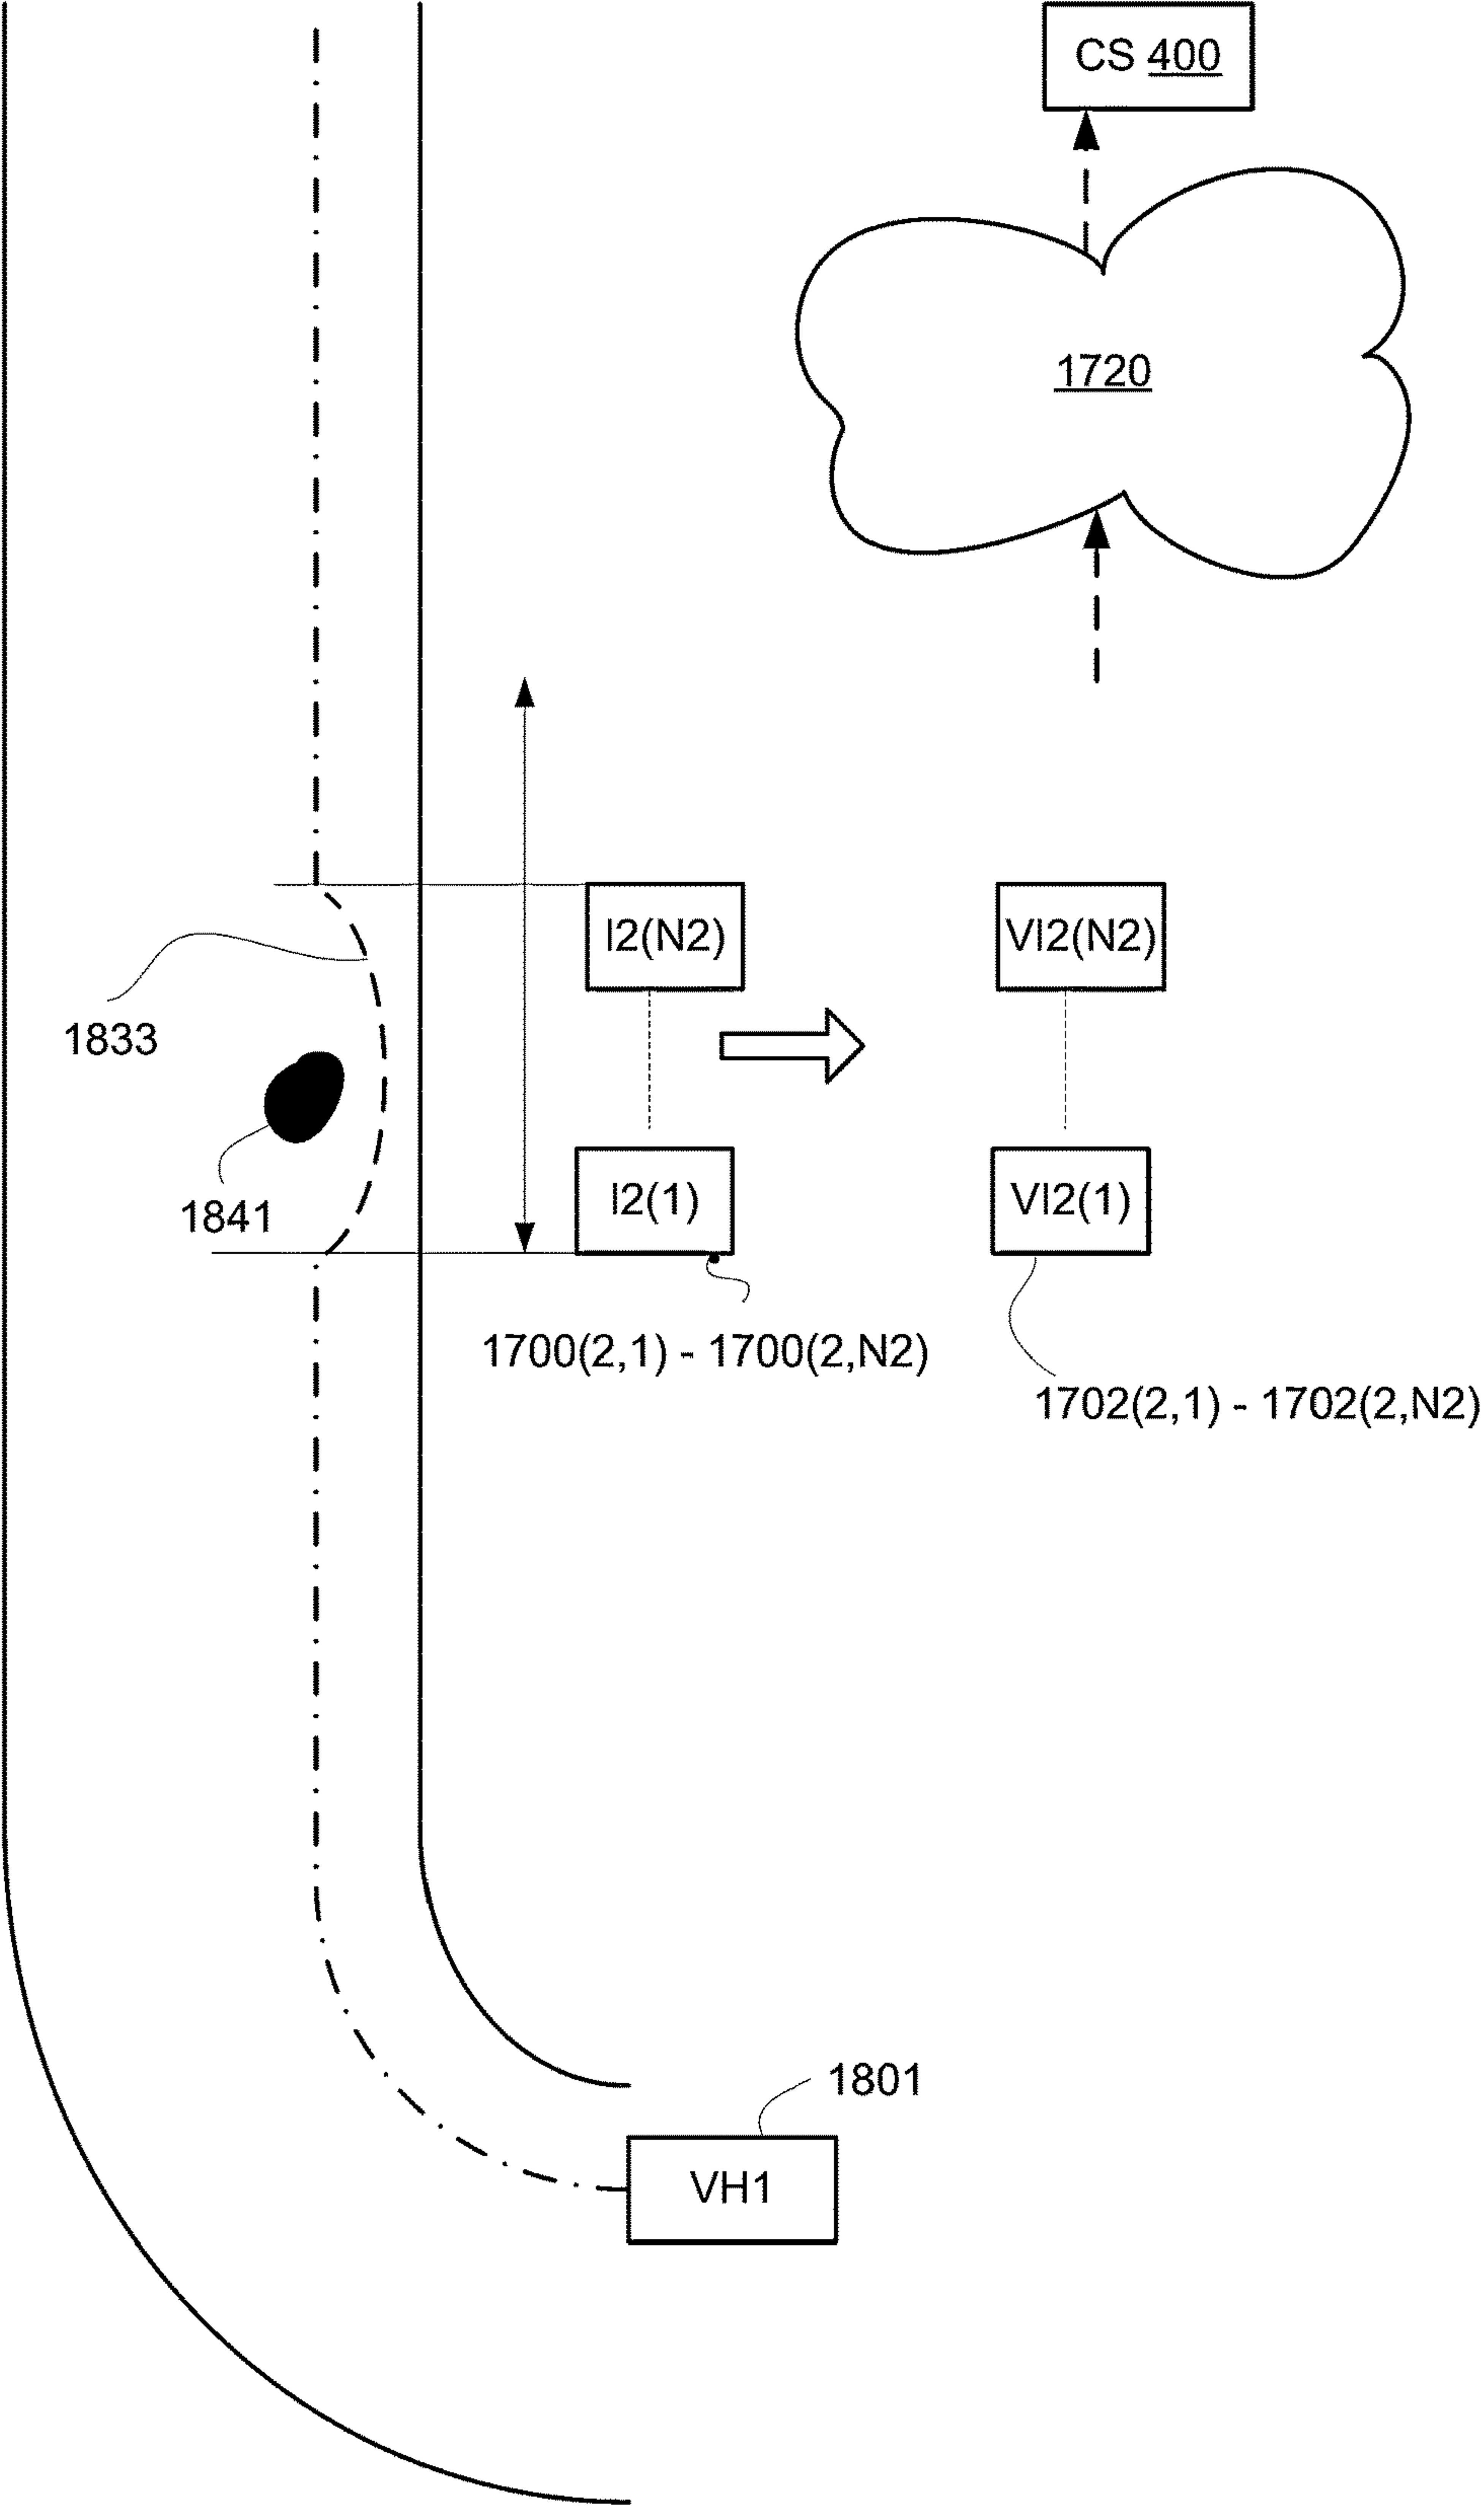 CS 400
1720
I2(N2)
VI2(N2)
1833
I2(1)
VI2(1)
1841
1700(2,1) - 1700(2,N2)
1702(2,1) - 1702(2,N2)
1801
VH1